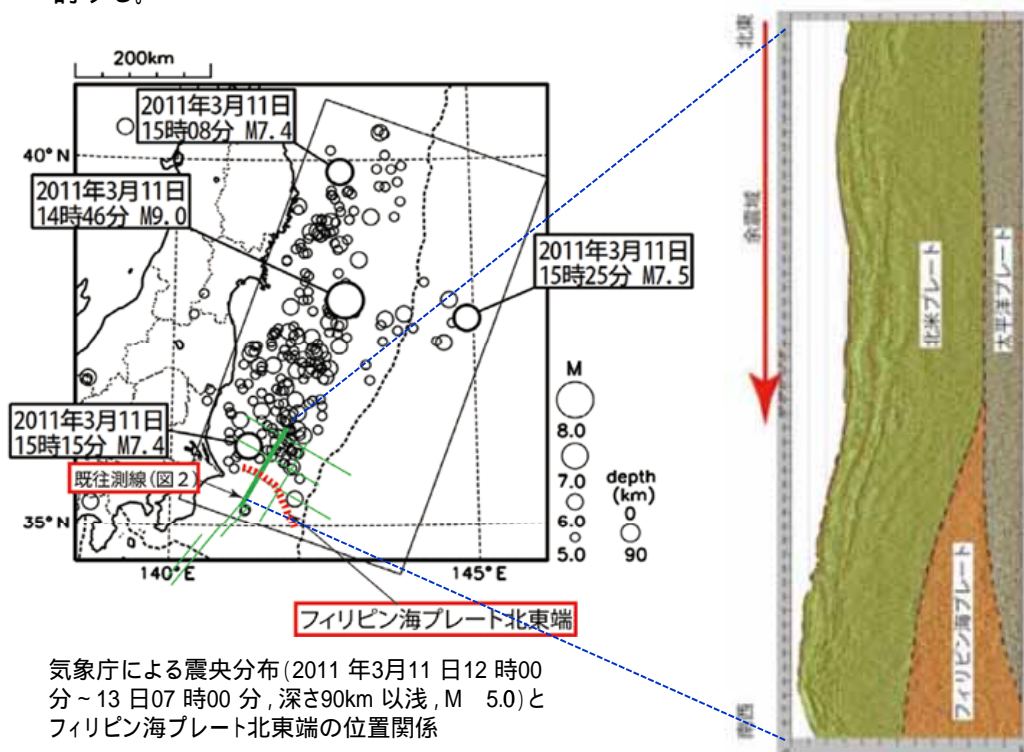 討する。
200km
2011年3月11日
15時08分 M7.4
40°N
2011年3月11日
14時46分 M9.0
2011年3月11日
15時25分 M7.5
2011年3月11日
15時15分 M7.4
既往測線(図2)
35°N
140°E
145°E
M
8.0
7.0
6.0
5.0
depth
(km)
0
90
フィリピン海プレート北東端
気象庁による震央分布(2011 年3月11 日12 時00
分~13 日07 時00 分,深さ90km 以浅,M 5.0)と
フィリピン海プレート北東端の位置関係
北東
余震域
北米プレート
太平洋プレート
フィリピン海プレート
南西